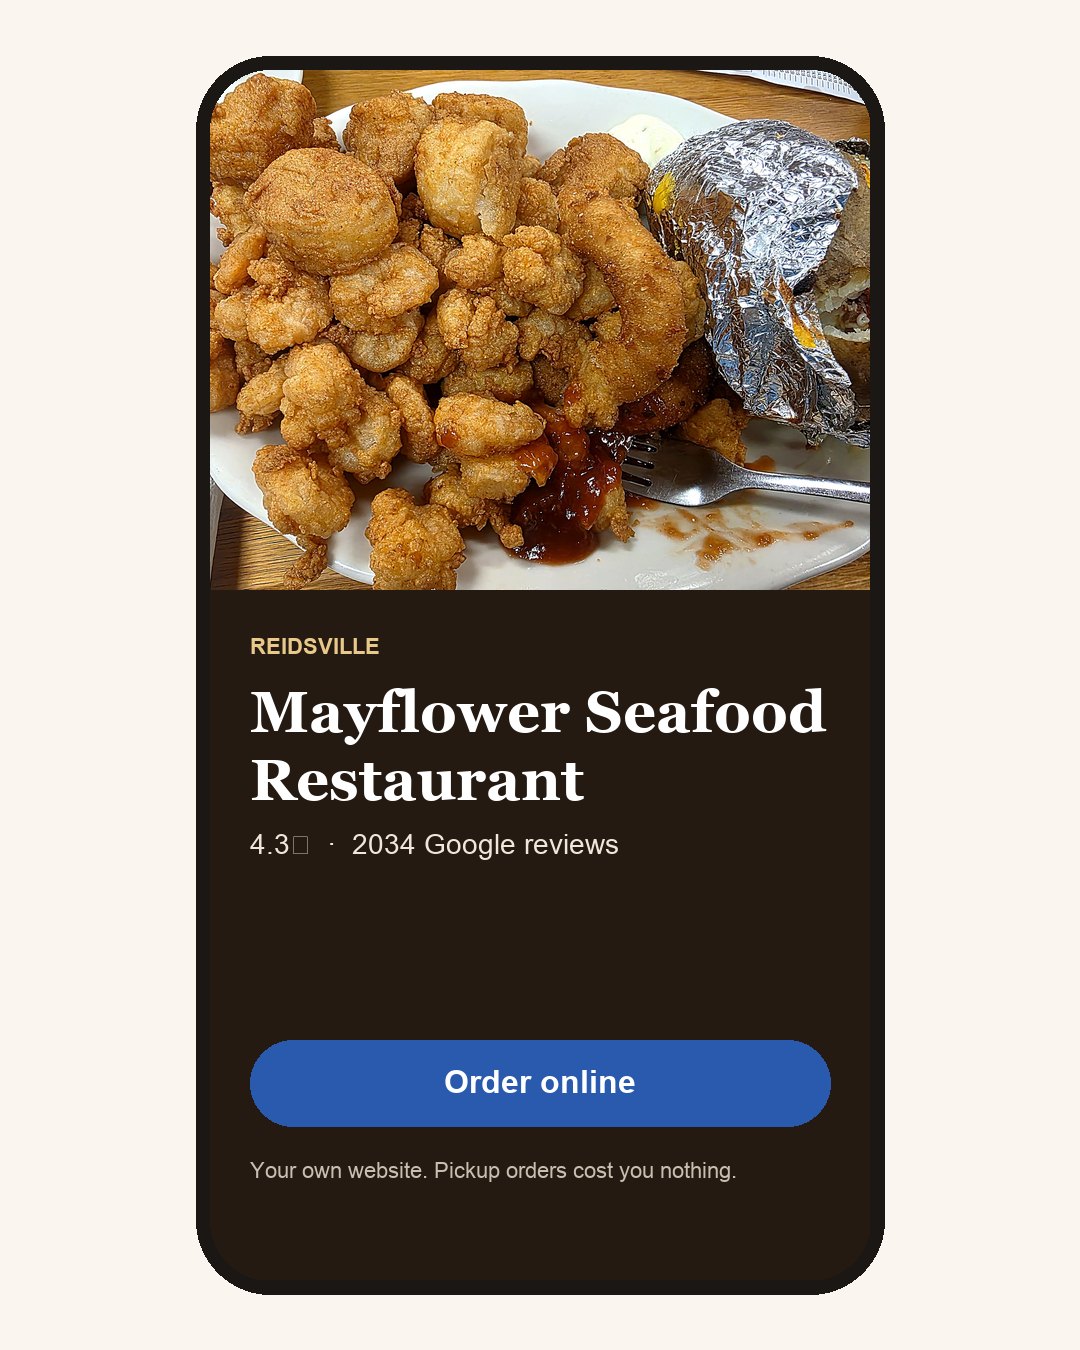 REIDSVILLE
Mayflower Seafood
Restaurant
4.3□ · 2034 Google reviews
Order online
Your own website. Pickup orders cost you nothing.